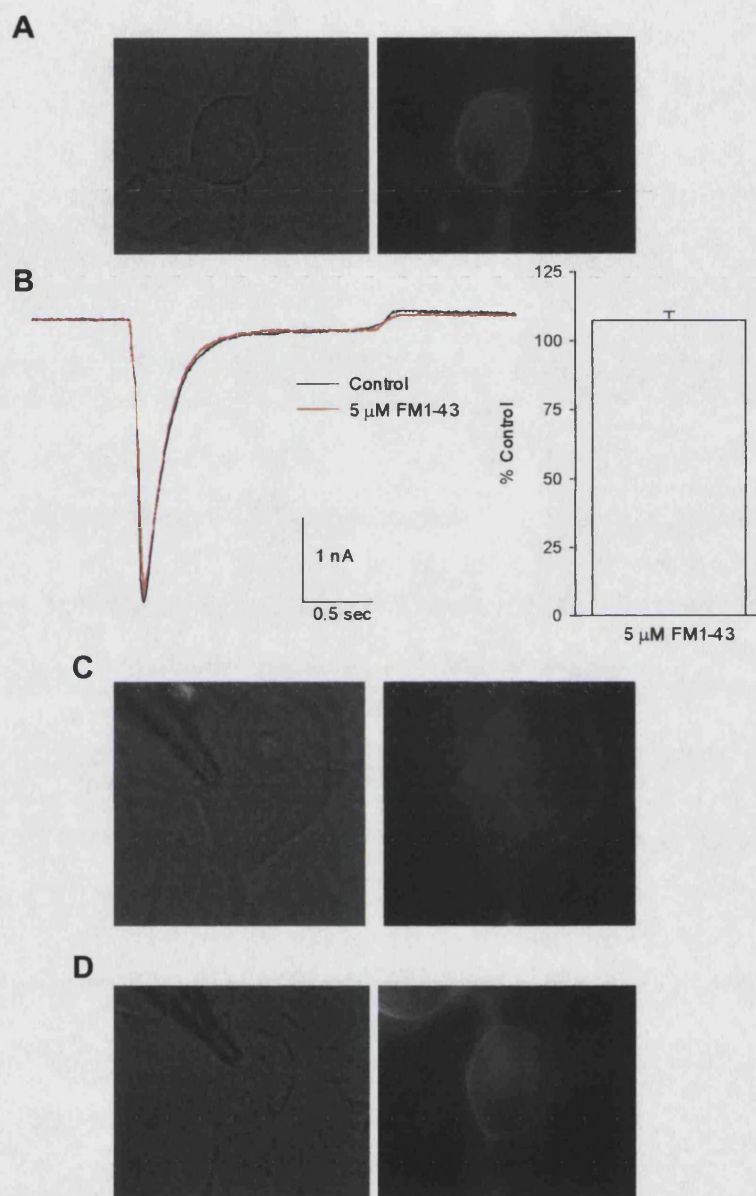 A
B
Control
5 μM FM1-43
1 nA
0.5 sec
125
100
75
50
25
0
% Control
5 μM FM1-43
C
D